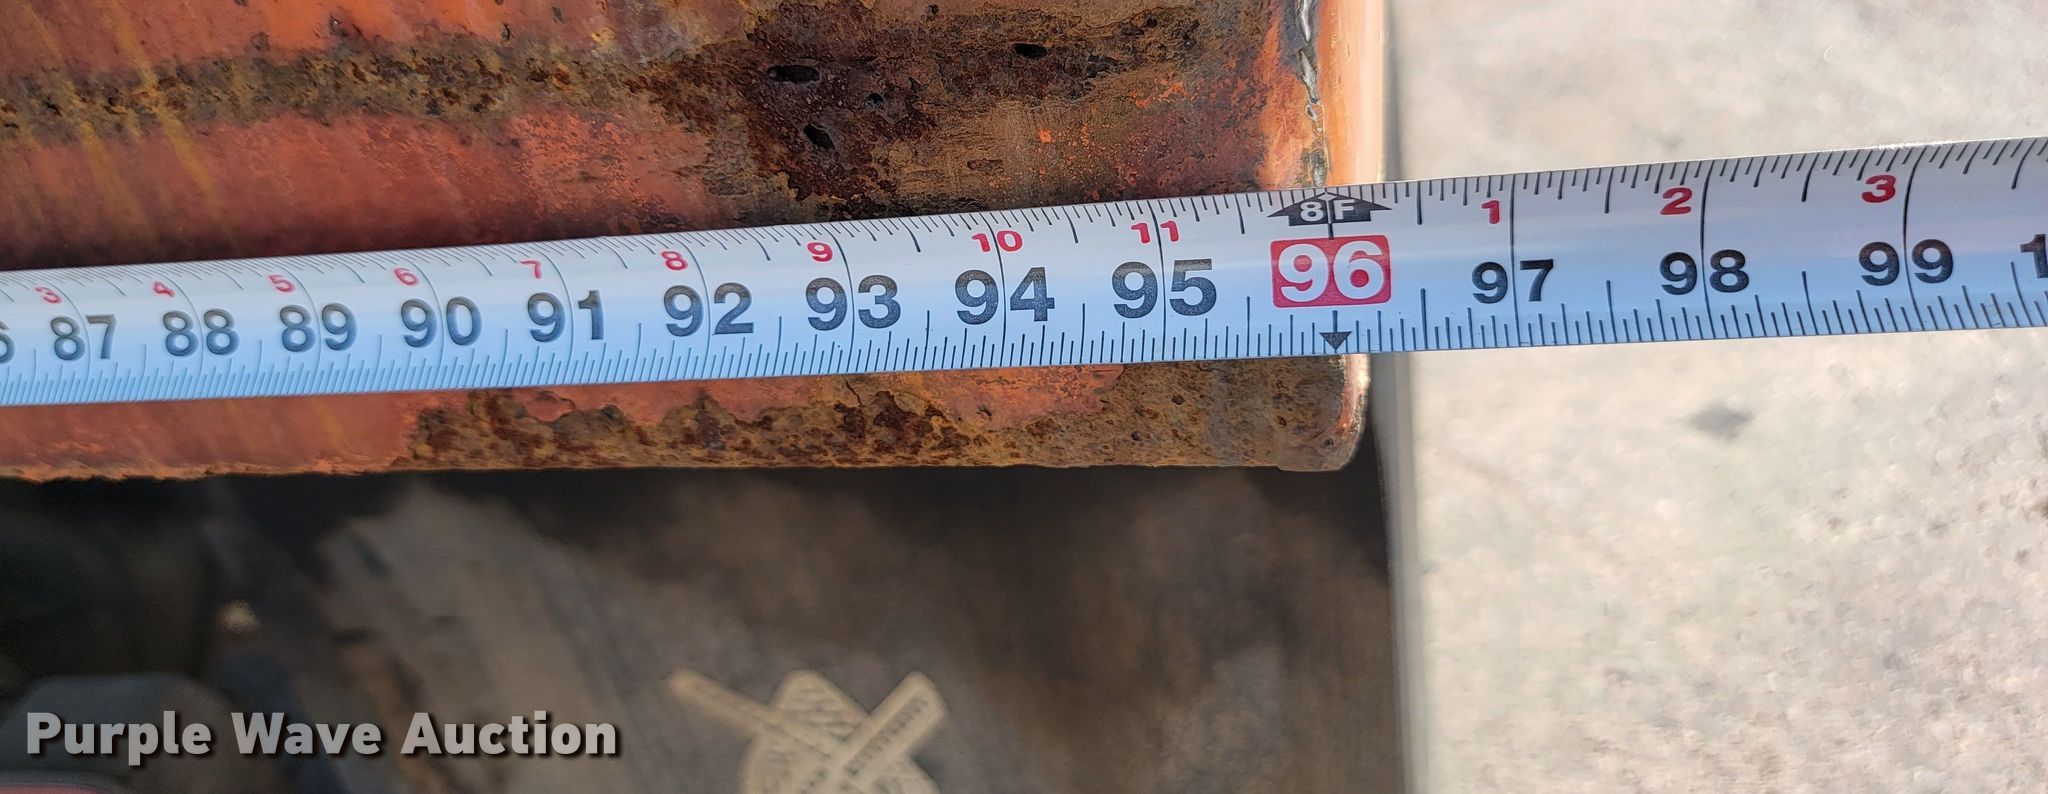 3 4 5 6 7 8 9 10 11 8F 1 2 3
87 88 89 90 91 92 93 94 95 96 97 98 99
Purple Wave Auction